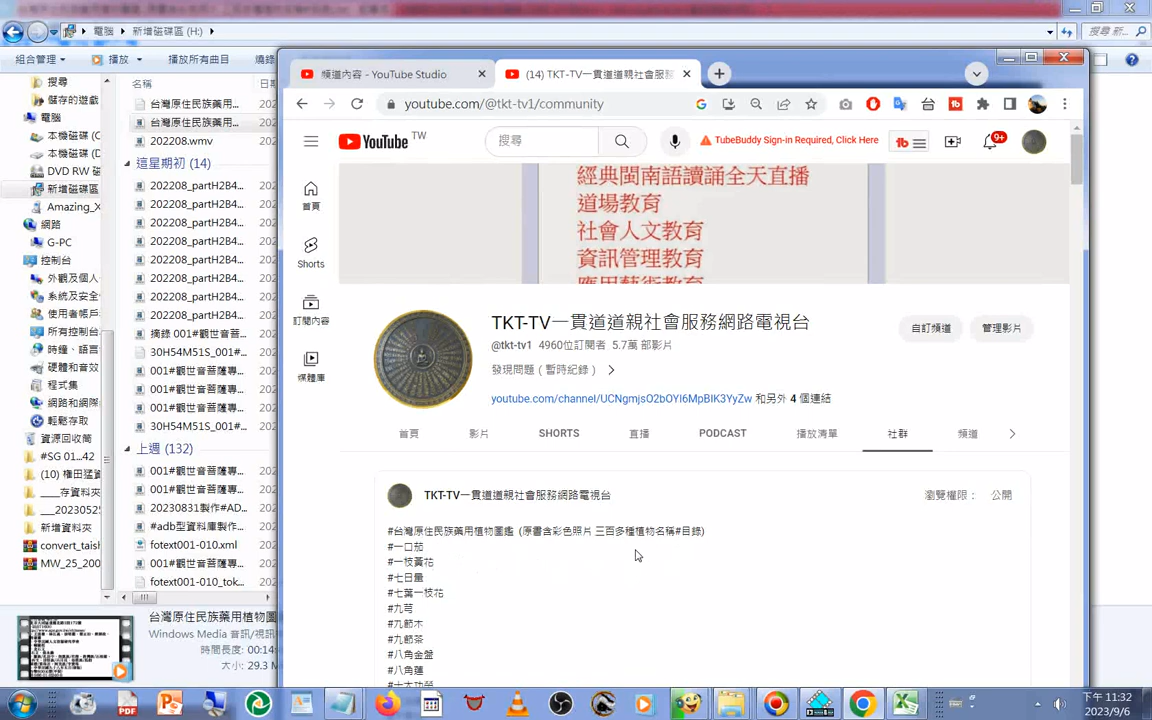 電腦 新增磁碟區 (H:)
搜尋 新...
組合管理 播放 播放所有曲目 燒錄
搜尋
儲存的遊戲
電腦
本機磁碟 (C
本機磁碟 (D
DVD RW 磁
新增磁碟區
Amazing_X
網路
G-PC
控制台
外觀及個人
系統及安全
使用者帳戶
所有控制台
時鐘、語言
硬體和音效
程式集
網路和網際
輕鬆存取
資源回收筒
#SG 01...42
(10) 權田猛資
____存資料夾
___20230525
新增資料夾
convert_taish
MW_25_200
名稱 日
台灣原住民族藥用...
台灣原住民族藥用...
202208.wmv
這星期初 (14)
202208_partH2B4...
202208_partH2B4...
202208_partH2B4...
202208_partH2B4...
202208_partH2B4...
202208_partH2B4...
202208_partH2B4...
202208_partH2B4...
摘錄 001#觀世音菩...
30H54M51S_001#...
001#觀世音菩薩專...
001#觀世音菩薩專...
001#觀世音菩薩專...
30H54M51S_001#...
上週 (132)
001#觀世音菩薩專...
001#觀世音菩薩專...
20230831製作#AD...
#adb型資料庫製作...
fotext001-010.xml
fotext001-010_tok
台灣原住民族藥用植物圖
Windows Media 音訊/視訊
時間長度: 00:14
大小: 29.3 M
頻道內容 - YouTube Studio
(14) TKT-TV一貫道道親社會服務
youtube.com/@tkt-tv1/community
YouTube TW
搜尋
TubeBuddy Sign-in Required, Click Here
9+
首頁
Shorts
訂閱內容
媒體庫
經典閩南語讀誦全天直播
道場教育
社會人文教育
資訊管理教育
應用藝術教育
TKT-TV一貫道道親社會服務網路電視台
@tkt-tv1 4960位訂閱者 5.7萬 部影片
發現問題（暫時紀錄）
youtube.com/channel/UCNgmjsO2bOYI6MpBIK3YyZw 和另外 4 個連結
自訂頻道 管理影片
首頁 影片 SHORTS 直播 PODCAST 播放清單 社群 頻道
TKT-TV一貫道道親社會服務網路電視台
瀏覽權限： 公開
#台灣原住民族藥用植物圖鑑 (原書含彩色照片 三百多種植物名稱#目錄)
#一口茄
#一枝黃花
#七日暈
#七葉一枝花
#九芎
#九節木
#九節茶
#八角金盤
#八角蓮
#十大功勞
下午 11:32
2023/9/6